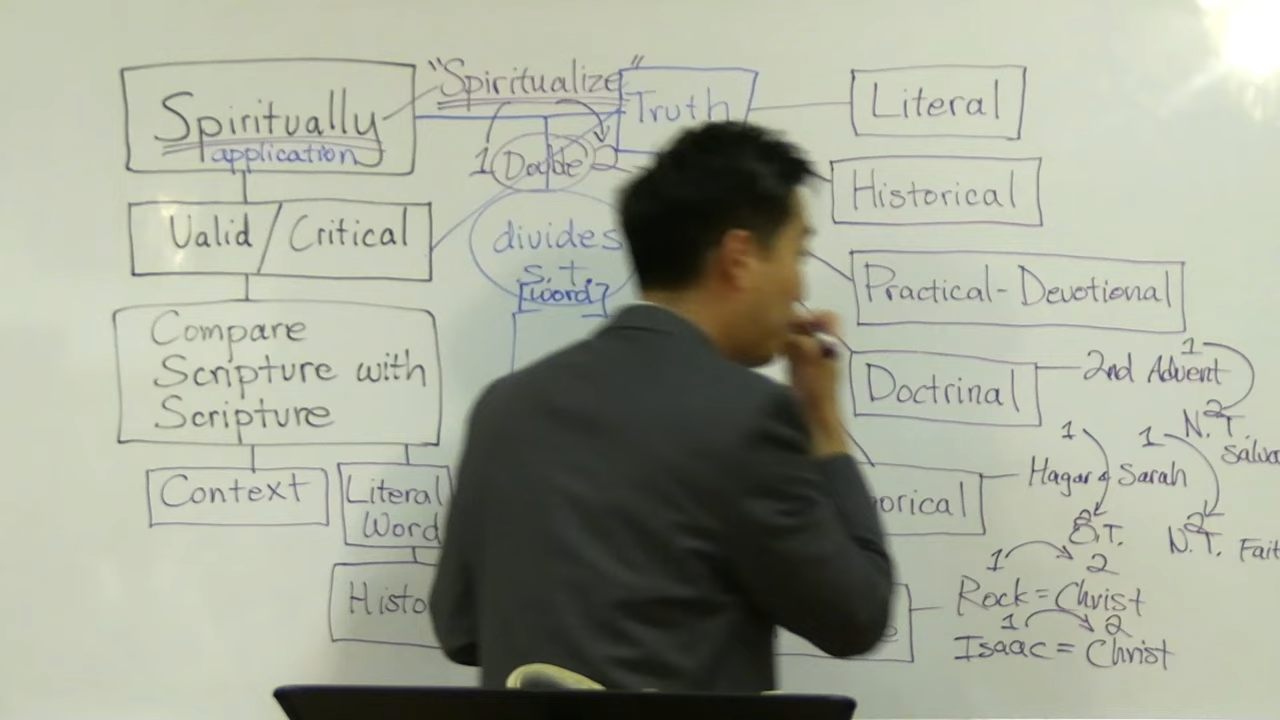 "Spiritualize"
Spiritually
application
1 Double 2
Truth
Literal
Historical
Valid / Critical
divides
s.t.
[word]
Practical-Devotional
Compare
Scripture with
Scripture
Doctrinal
1
2nd Advent
2
N.T.
1 1
Hagar & Sarah
2
N.T.
Context
Literal
Word
orical
1 2
Rock = Christ
1 2
Isaac = Christ
Histo